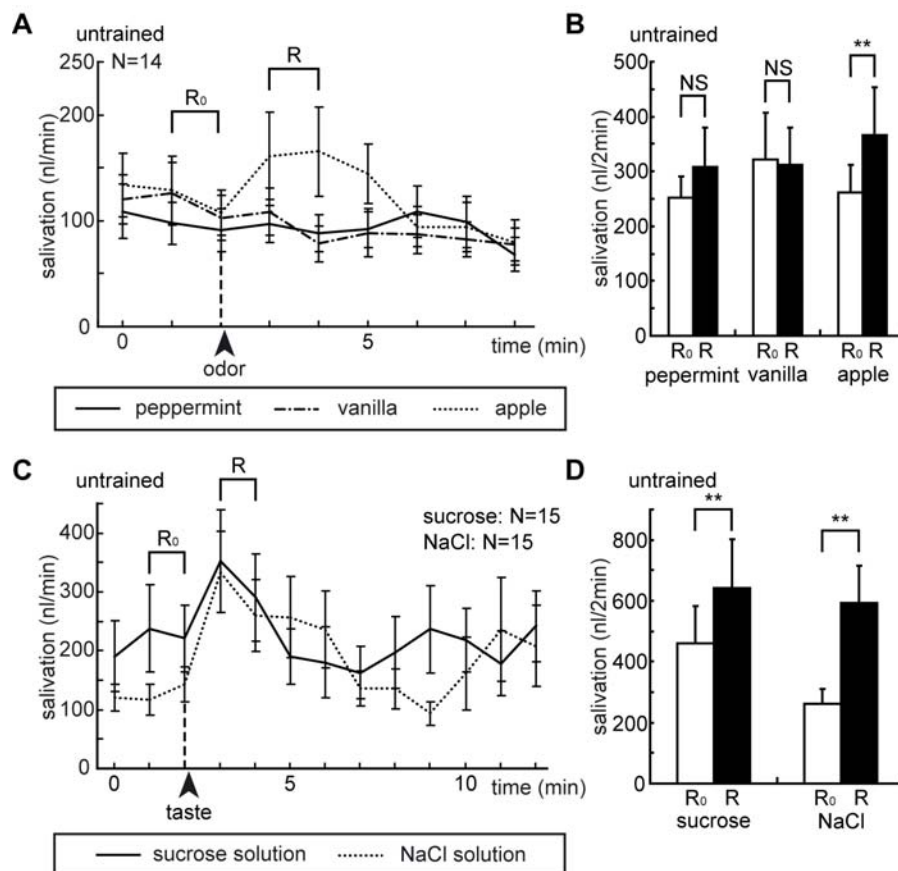 A
untrained
N=14
R₀
R
salivation (nl/min)
250
200
150
100
50
0
0
5
time (min)
odor
peppermint
vanilla
apple
B
untrained
NS
NS
**
salivation (nl/2min)
500
400
300
200
100
0
R₀ R
R₀ R
R₀ R
pepermint
vanilla
apple
C
untrained
R₀
R
sucrose: N=15
NaCl: N=15
salivation (nl/min)
400
300
200
100
0
0
5
10
time (min)
taste
sucrose solution
NaCl solution
D
untrained
**
**
salivation (nl/2min)
800
600
400
200
0
R₀ R
R₀ R
sucrose
NaCl